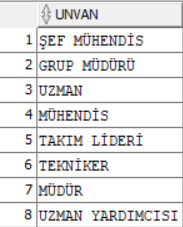 UNVAN
1 ŞEF MÜHENDİS
2 GRUP MÜDÜRÜ
3 UZMAN
4 MÜHENDİS
5 TAKIM LİDERİ
6 TEKNİKER
7 MÜDÜR
8 UZMAN YARDIMCISI